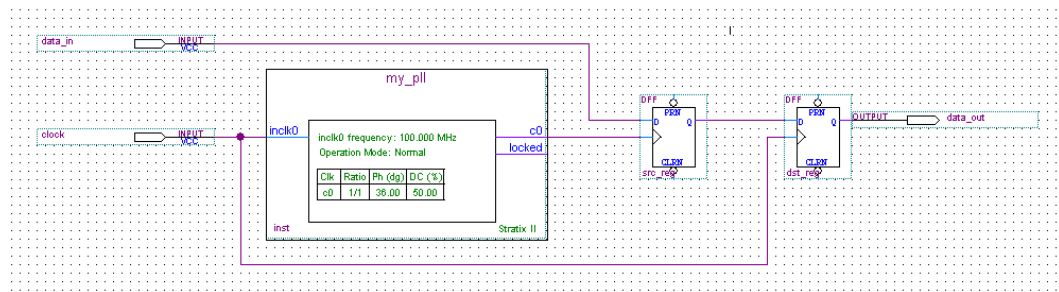 data_in
INPUT
VCC
my_pll
clock
INPUT
VCC
inclk0
inclk0 frequency: 100.000 MHz
Operation Mode: Normal
Clk Ratio Ph (dg) DC (%)
c0 1/1 36.00 50.00
c0
locked
inst
Stratix II
DFF
PRN
D Q
CLRN
src_reg
DFF
PRN
D Q
CLRN
dst_reg
OUTPUT
data_out